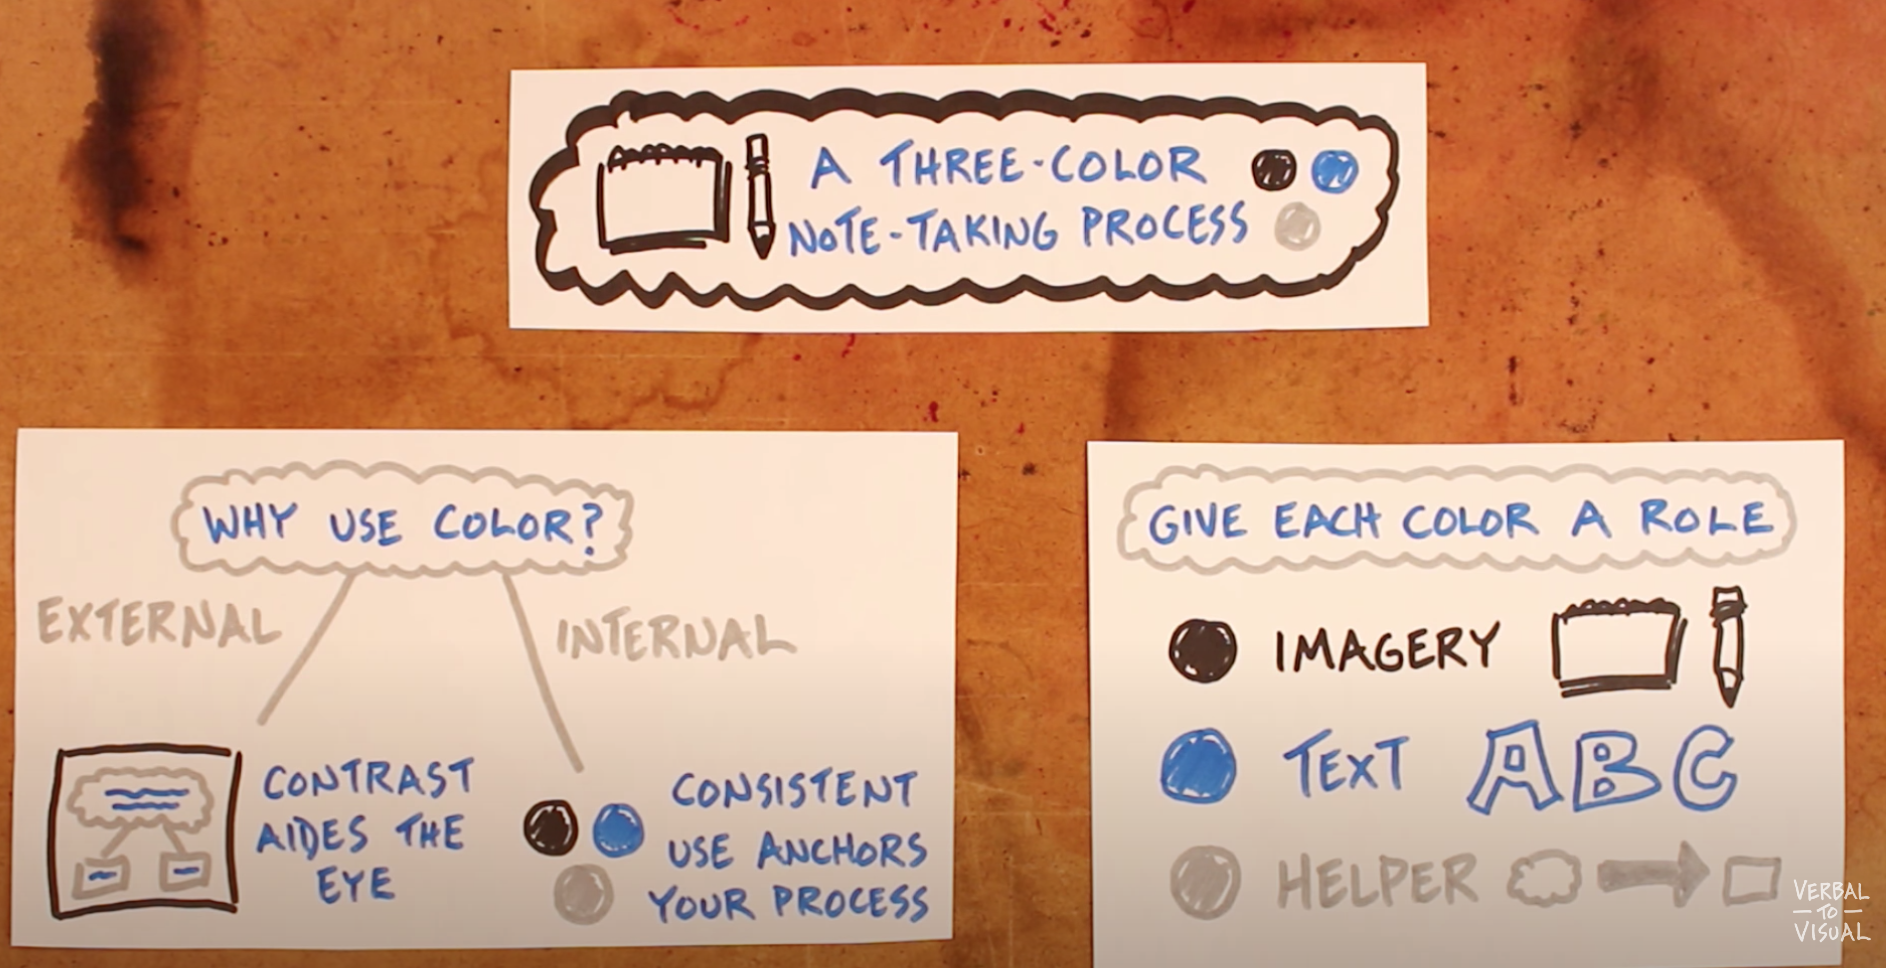 A THREE-COLOR
NOTE-TAKING PROCESS
WHY USE COLOR?
EXTERNAL
INTERNAL
CONTRAST
AIDES THE
EYE
CONSISTENT
USE ANCHORS
YOUR PROCESS
GIVE EACH COLOR A ROLE
IMAGERY
TEXT ABC
HELPER
VERBAL
TO
VISUAL